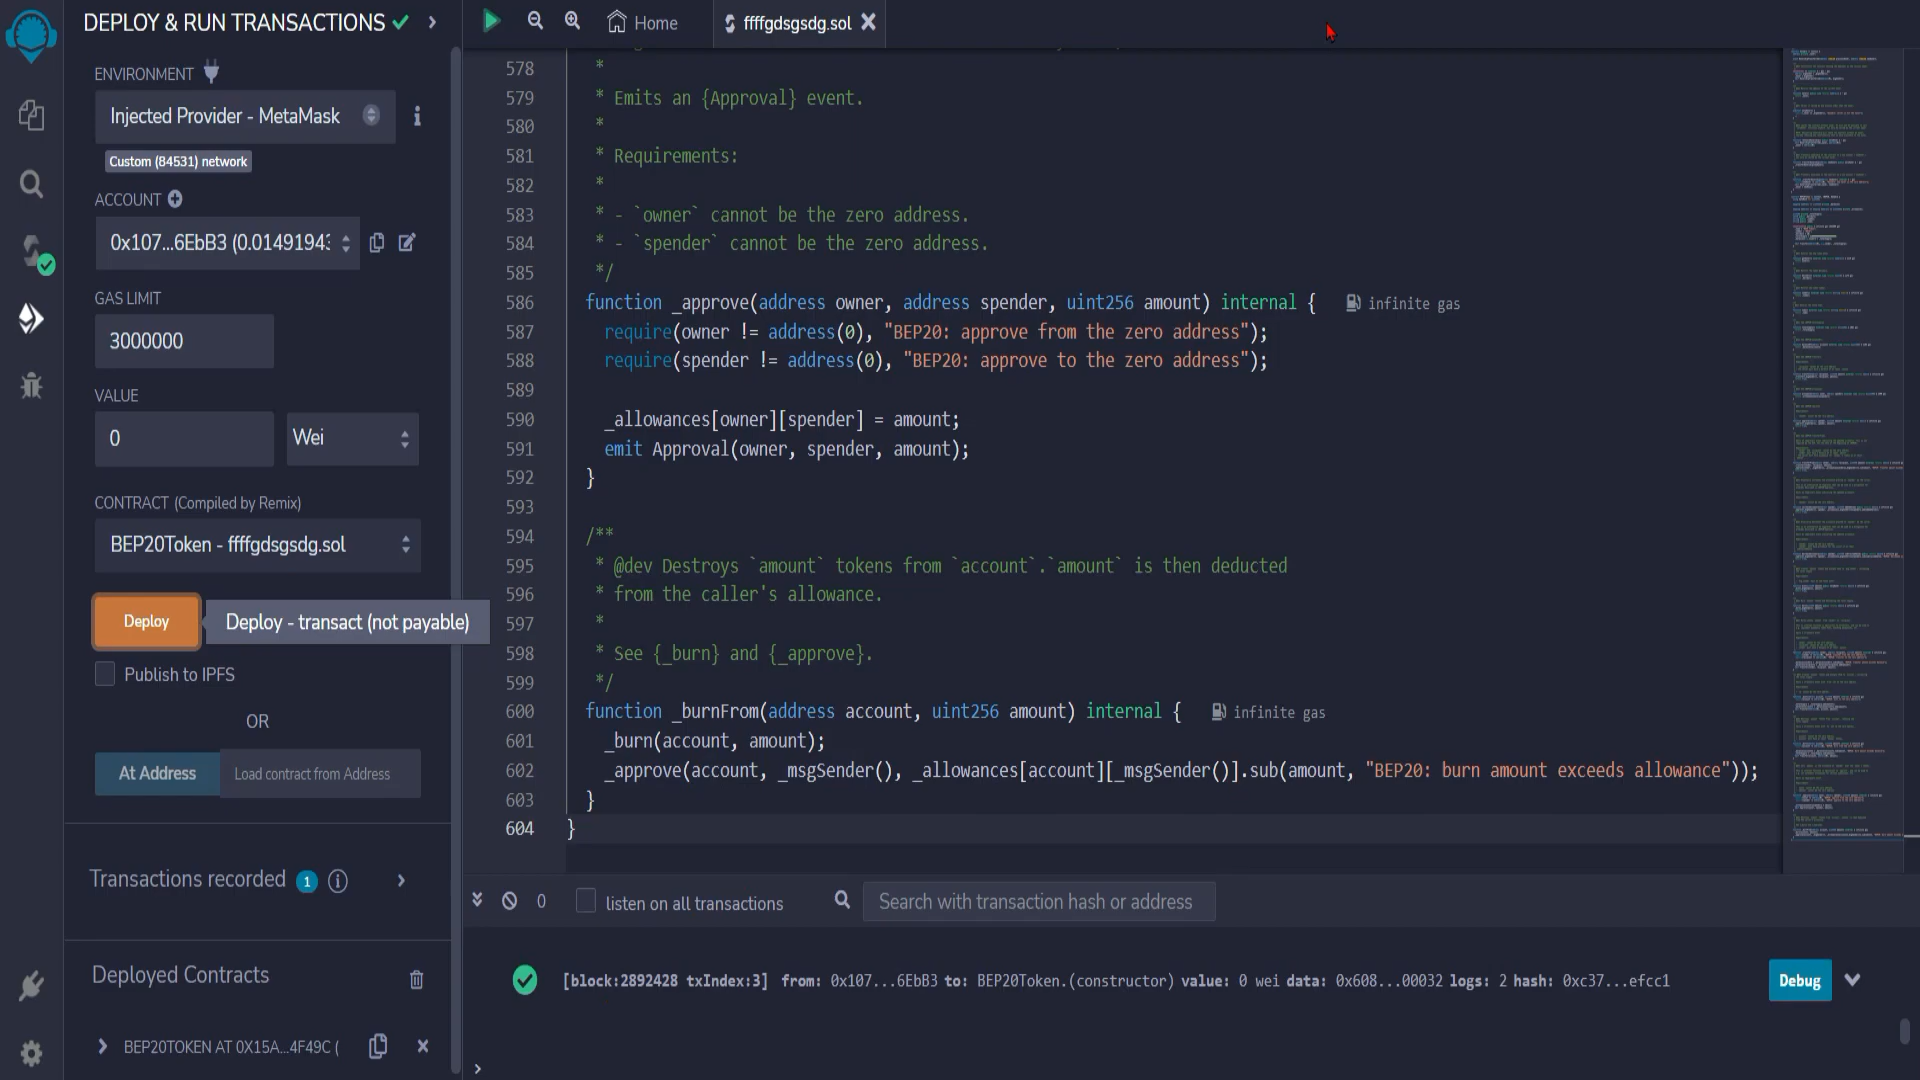 DEPLOY & RUN TRANSACTIONS
ENVIRONMENT
Injected Provider - MetaMask
Custom (84531) network
ACCOUNT
0x107...6EbB3 (0.01491943
GAS LIMIT
3000000
VALUE
0
Wei
CONTRACT (Compiled by Remix)
BEP20Token - ffffgdsgsdg.sol
Deploy
Deploy - transact (not payable)
Publish to IPFS
OR
At Address
Load contract from Address
Transactions recorded 1 i
Deployed Contracts
BEP20TOKEN AT 0X15A...4F49C (
Home
ffffgdsgsdg.sol
578 *
579 * Emits an {Approval} event.
580 *
581 * Requirements:
582 *
583 * - `owner` cannot be the zero address.
584 * - `spender` cannot be the zero address.
585 */
586 function _approve(address owner, address spender, uint256 amount) internal { infinite gas
587 require(owner != address(0), "BEP20: approve from the zero address");
588 require(spender != address(0), "BEP20: approve to the zero address");
589
590 _allowances[owner][spender] = amount;
591 emit Approval(owner, spender, amount);
592 }
593
594 /**
595 * @dev Destroys `amount` tokens from `account`.`amount` is then deducted
596 * from the caller's allowance.
597 *
598 * See {_burn} and {_approve}.
599 */
600 function _burnFrom(address account, uint256 amount) internal { infinite gas
601 _burn(account, amount);
602 _approve(account, _msgSender(), _allowances[account][_msgSender()].sub(amount, "BEP20: burn amount exceeds allowance"));
603 }
604 }
0
listen on all transactions
Search with transaction hash or address
[block:2892428 txIndex:3] from: 0x107...6EbB3 to: BEP20Token.(constructor) value: 0 wei data: 0x608...00032 logs: 2 hash: 0xc37...efcc1
Debug
>